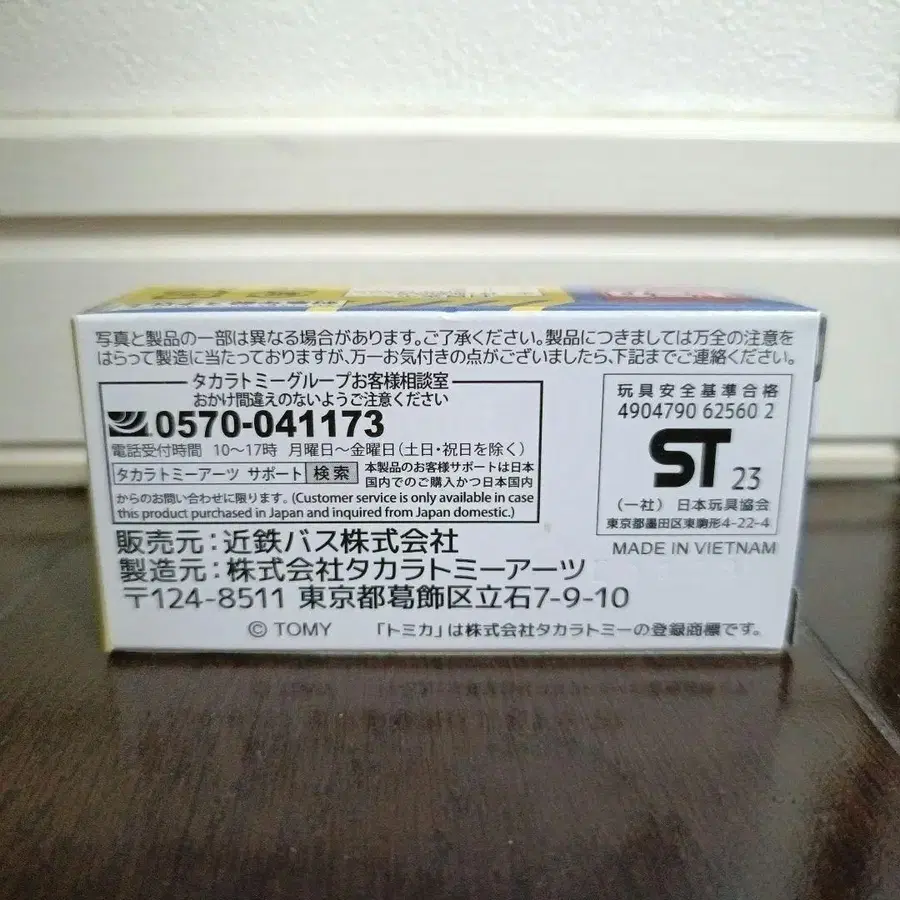 写真と製品の一部は異なる場合があります。ご了承ください。製品につきましては万全の注意を
はらって製造に当たっておりますが、万一お気付きの点がございましたら、下記までご連絡ください。
タカラトミーグループお客様相談室
おかけ間違えのないようご注意ください
0570-041173
電話受付時間 10〜17時 月曜日〜金曜日(土日・祝日を除く)
タカラトミーアーツ サポート 検索 本製品のお客様サポートは日本
国内でのご購入かつ日本国内
からのお問い合わせに限ります。(Customer service is only available in case
this product purchased in Japan and inquired from Japan domestic.)
玩具安全基準合格
4904790 62560 2
ST 23
(一社) 日本玩具協会
東京都墨田区東駒形4-22-4
MADE IN VIETNAM
販売元:近鉄バス株式会社
製造元:株式会社タカラトミーアーツ
〒124-8511 東京都葛飾区立石7-9-10
© TOMY 「トミカ」は株式会社タカラトミーの登録商標です。